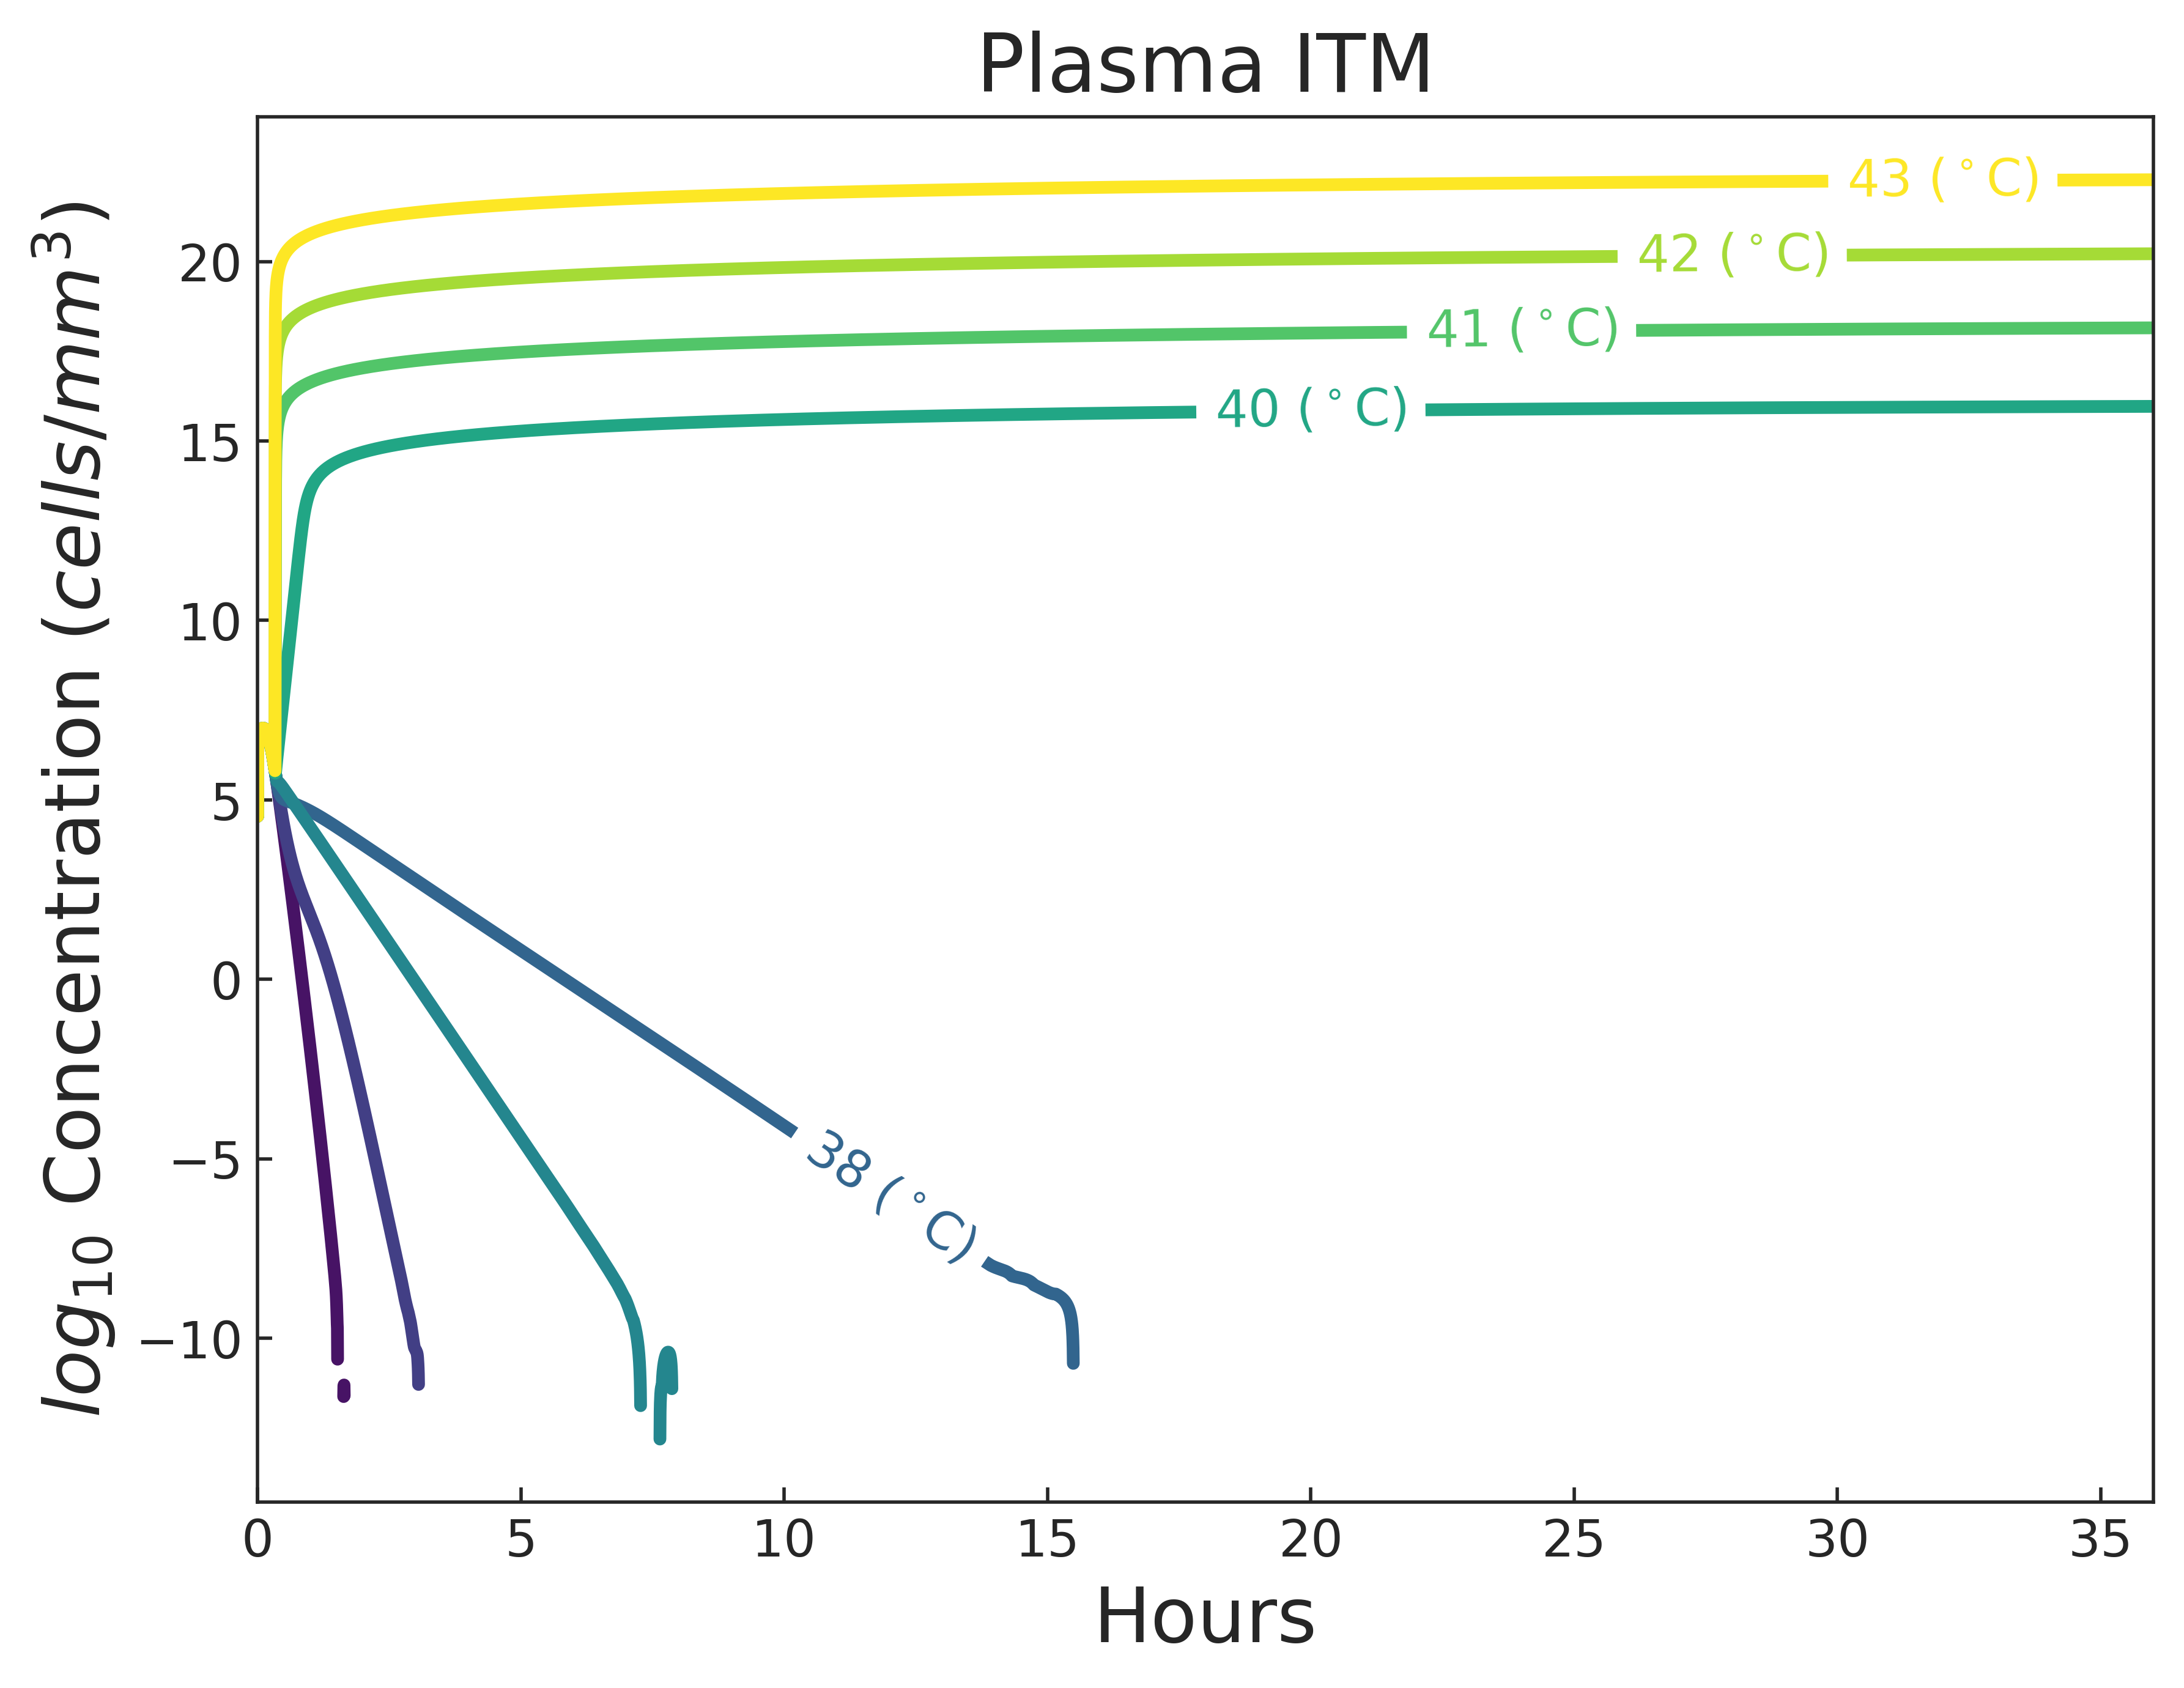 Plasma ITM
log₁₀ Concentration (cells/mm³)
20
15
10
5
0
−5
−10
43 (°C)
42 (°C)
41 (°C)
40 (°C)
38 (°C)
0 5 10 15 20 25 30 35
Hours